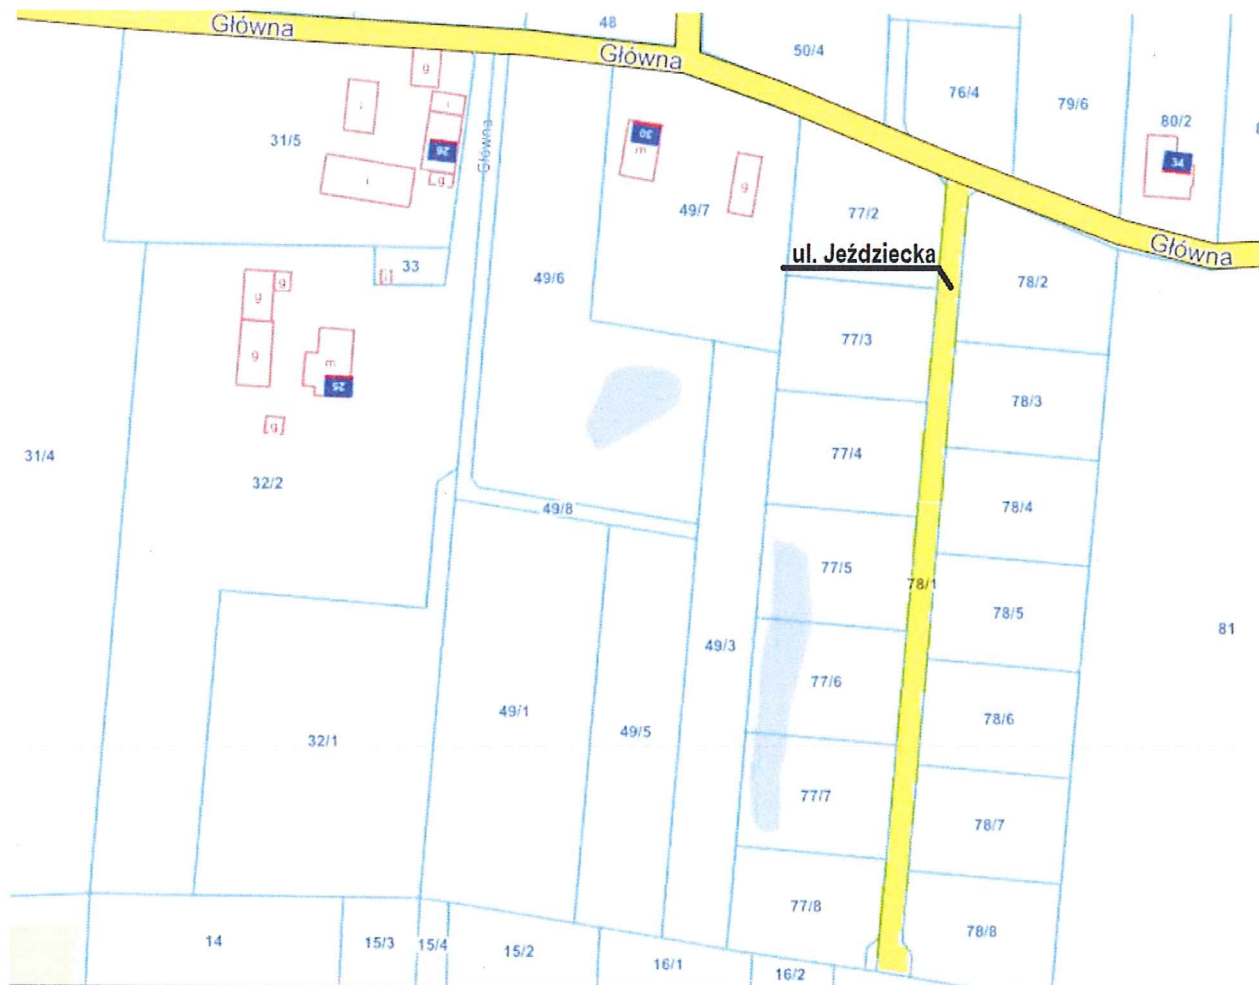 Główna
48
Główna
50/4
76/4
79/6
80/2
31/5
g
i
i
i
26
g
Główna
30
m
g
34
49/7
77/2
Główna
ul. Jeździecka
33
i
49/6
78/2
g
g
g
m
25
g
77/3
78/3
31/4
32/2
77/4
49/8
78/4
77/5
78/1
78/5
81
49/3
77/6
49/1
49/5
78/6
32/1
77/7
78/7
77/8
78/8
14
15/3
15/4
15/2
16/1
16/2